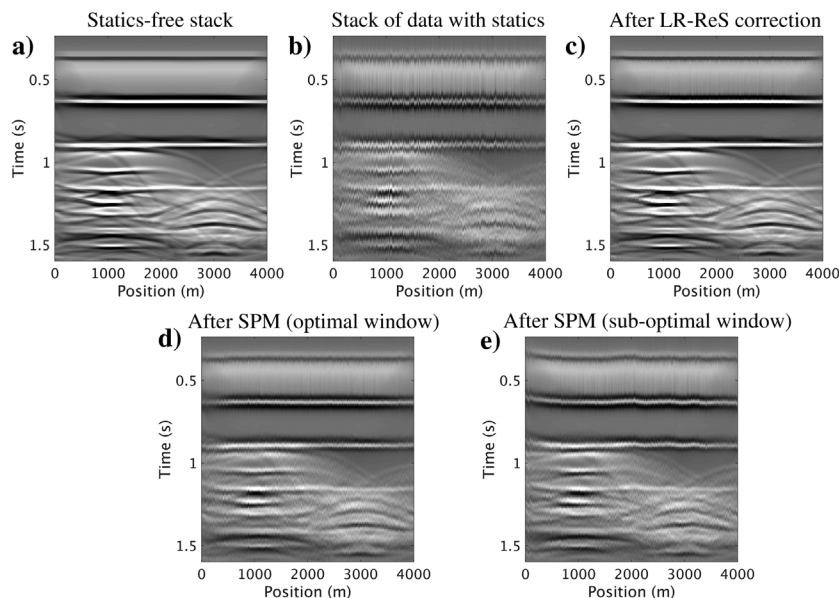 Statics-free stack
Stack of data with statics
After LR-ReS correction
a)
b)
c)
0.5
1
1.5
Time (s)
0
1000
2000
3000
4000
Position (m)
0.5
1
1.5
Time (s)
0
1000
2000
3000
4000
Position (m)
0.5
1
1.5
Time (s)
0
1000
2000
3000
4000
Position (m)
After SPM (optimal window)
After SPM (sub-optimal window)
d)
e)
0.5
1
1.5
Time (s)
0
1000
2000
3000
4000
Position (m)
0.5
1
1.5
Time (s)
0
1000
2000
3000
4000
Position (m)